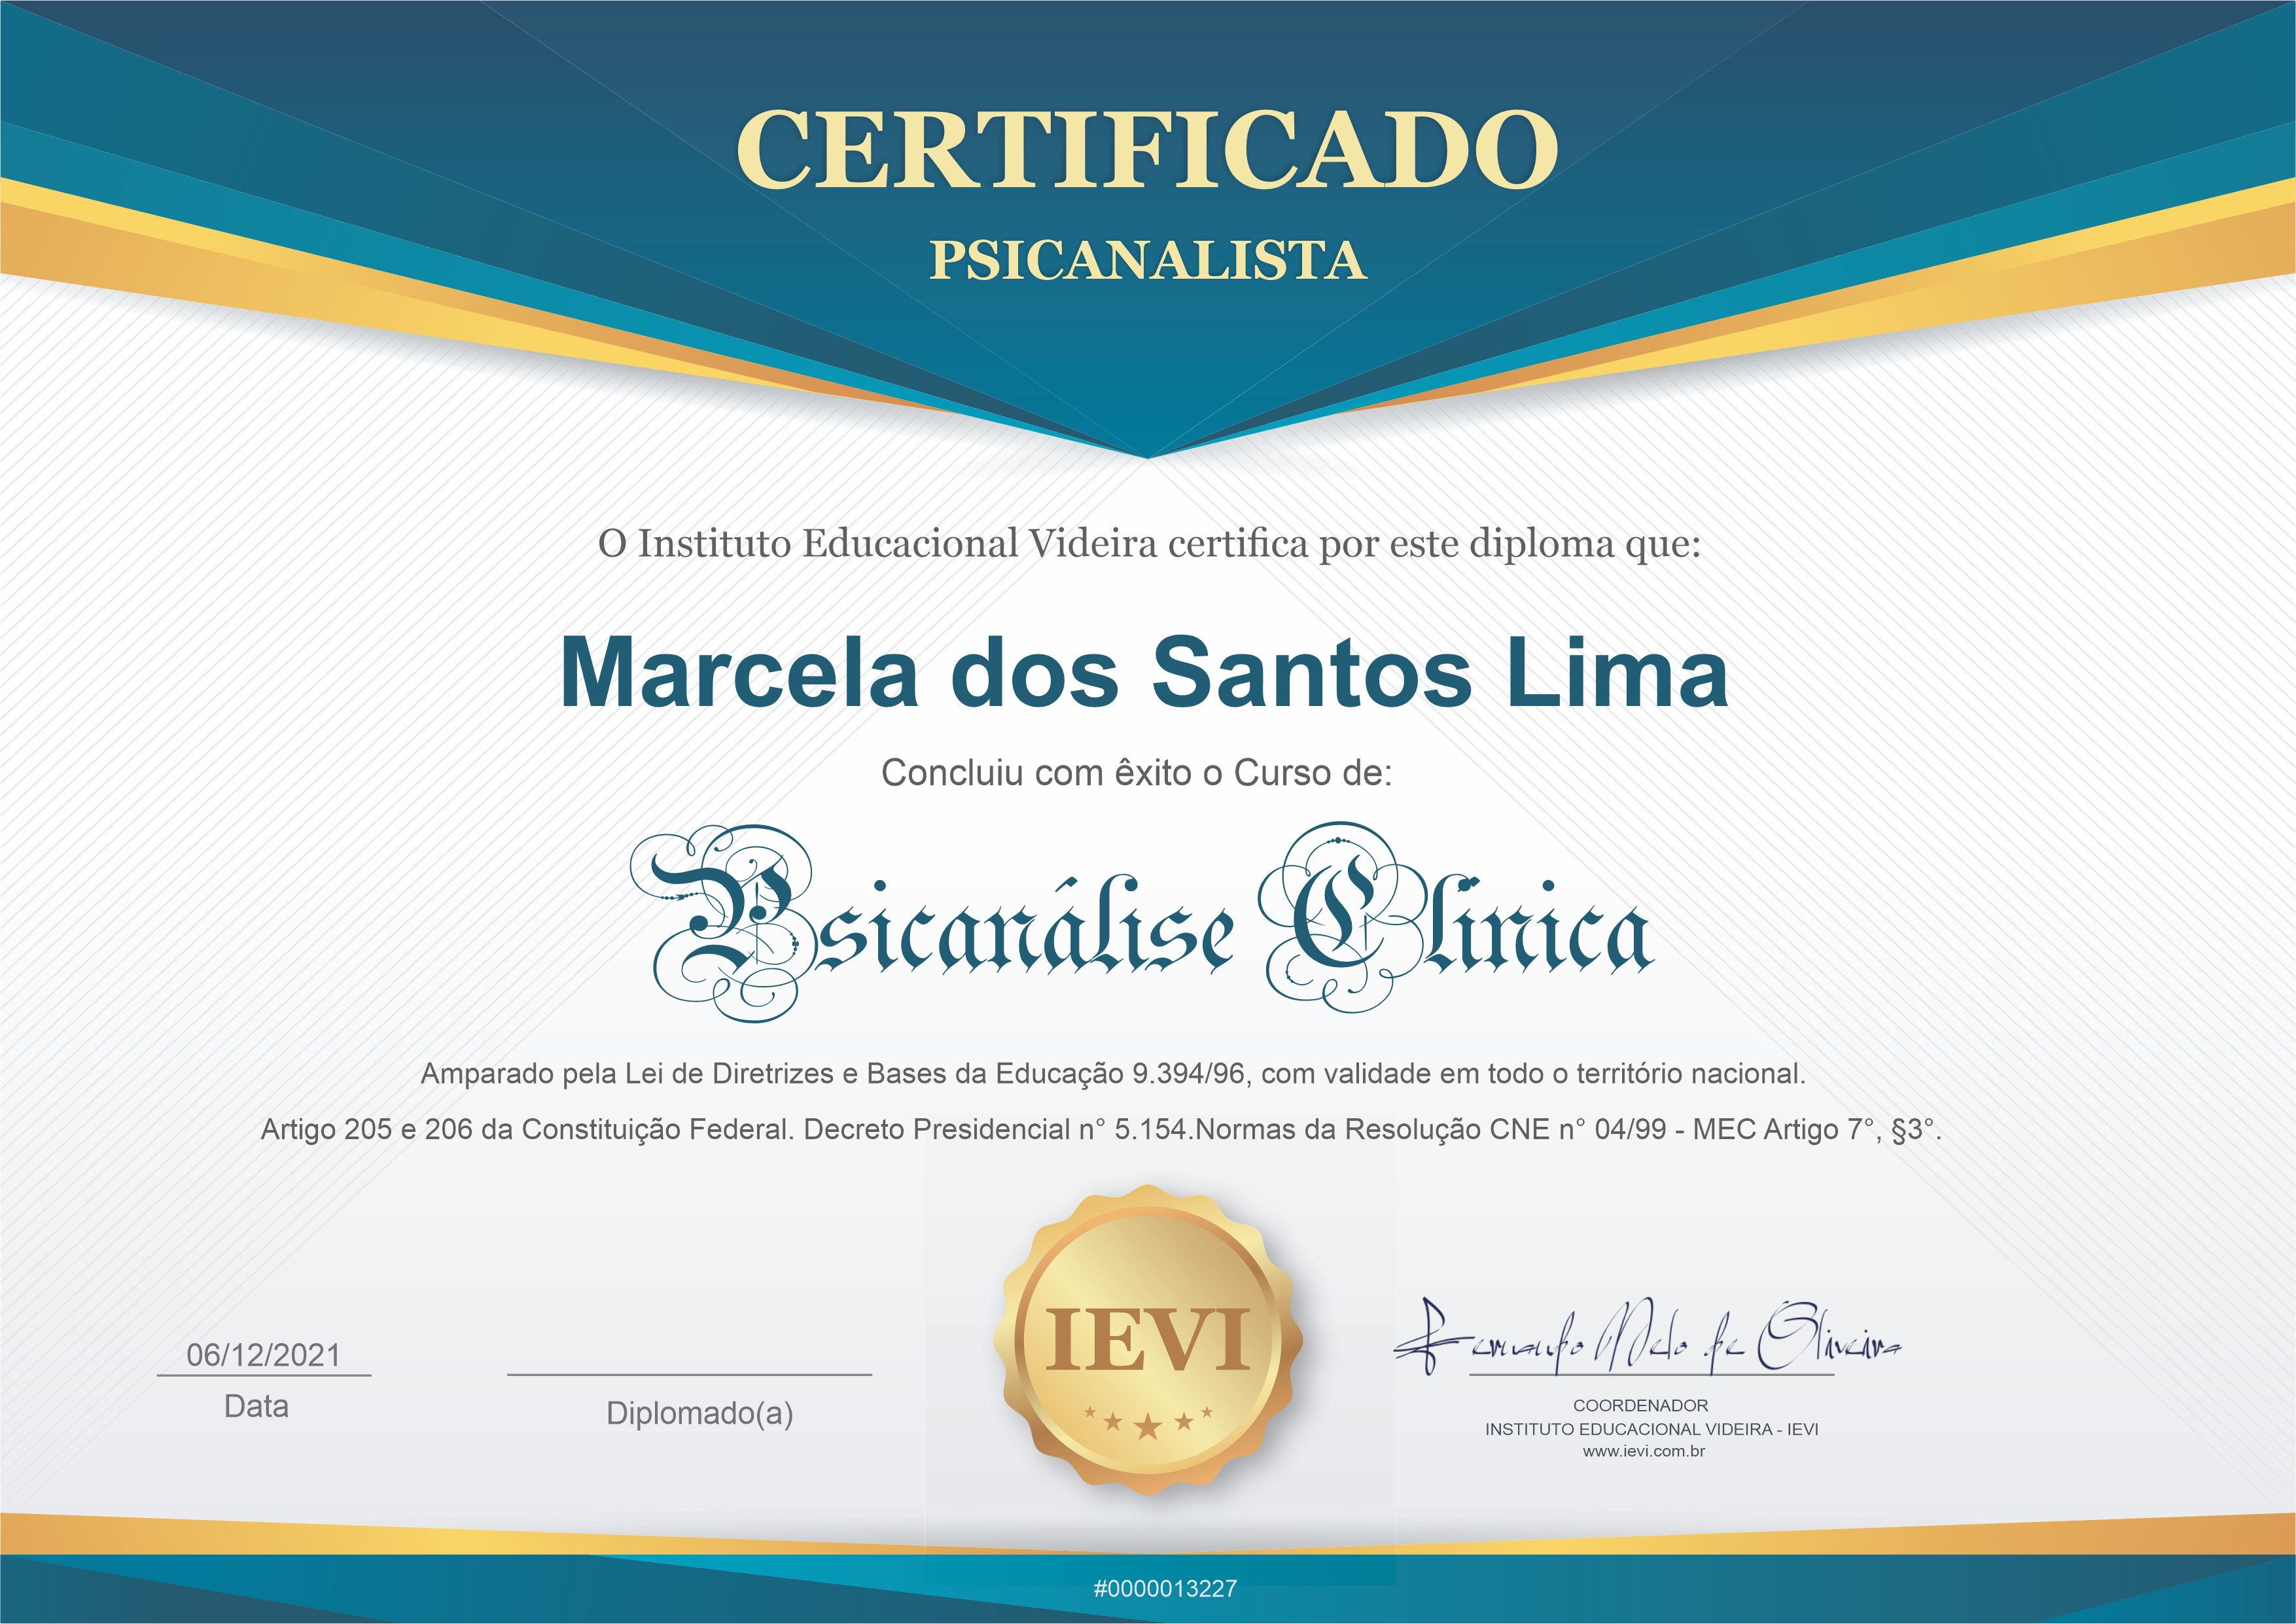 CERTIFICADO
PSICANALISTA
O Instituto Educacional Videira certifica por este diploma que:
Marcela dos Santos Lima
Concluiu com êxito o Curso de:
Psicanálise Clínica
Amparado pela Lei de Diretrizes e Bases da Educação 9.394/96, com validade em todo o território nacional.
Artigo 205 e 206 da Constituição Federal. Decreto Presidencial n° 5.154.Normas da Resolução CNE n° 04/99 - MEC Artigo 7°, §3°.
06/12/2021
Data
Diplomado(a)
IEVI
Fernando Melo de Oliveira
COORDENADOR
INSTITUTO EDUCACIONAL VIDEIRA - IEVI
www.ievi.com.br
#0000013227